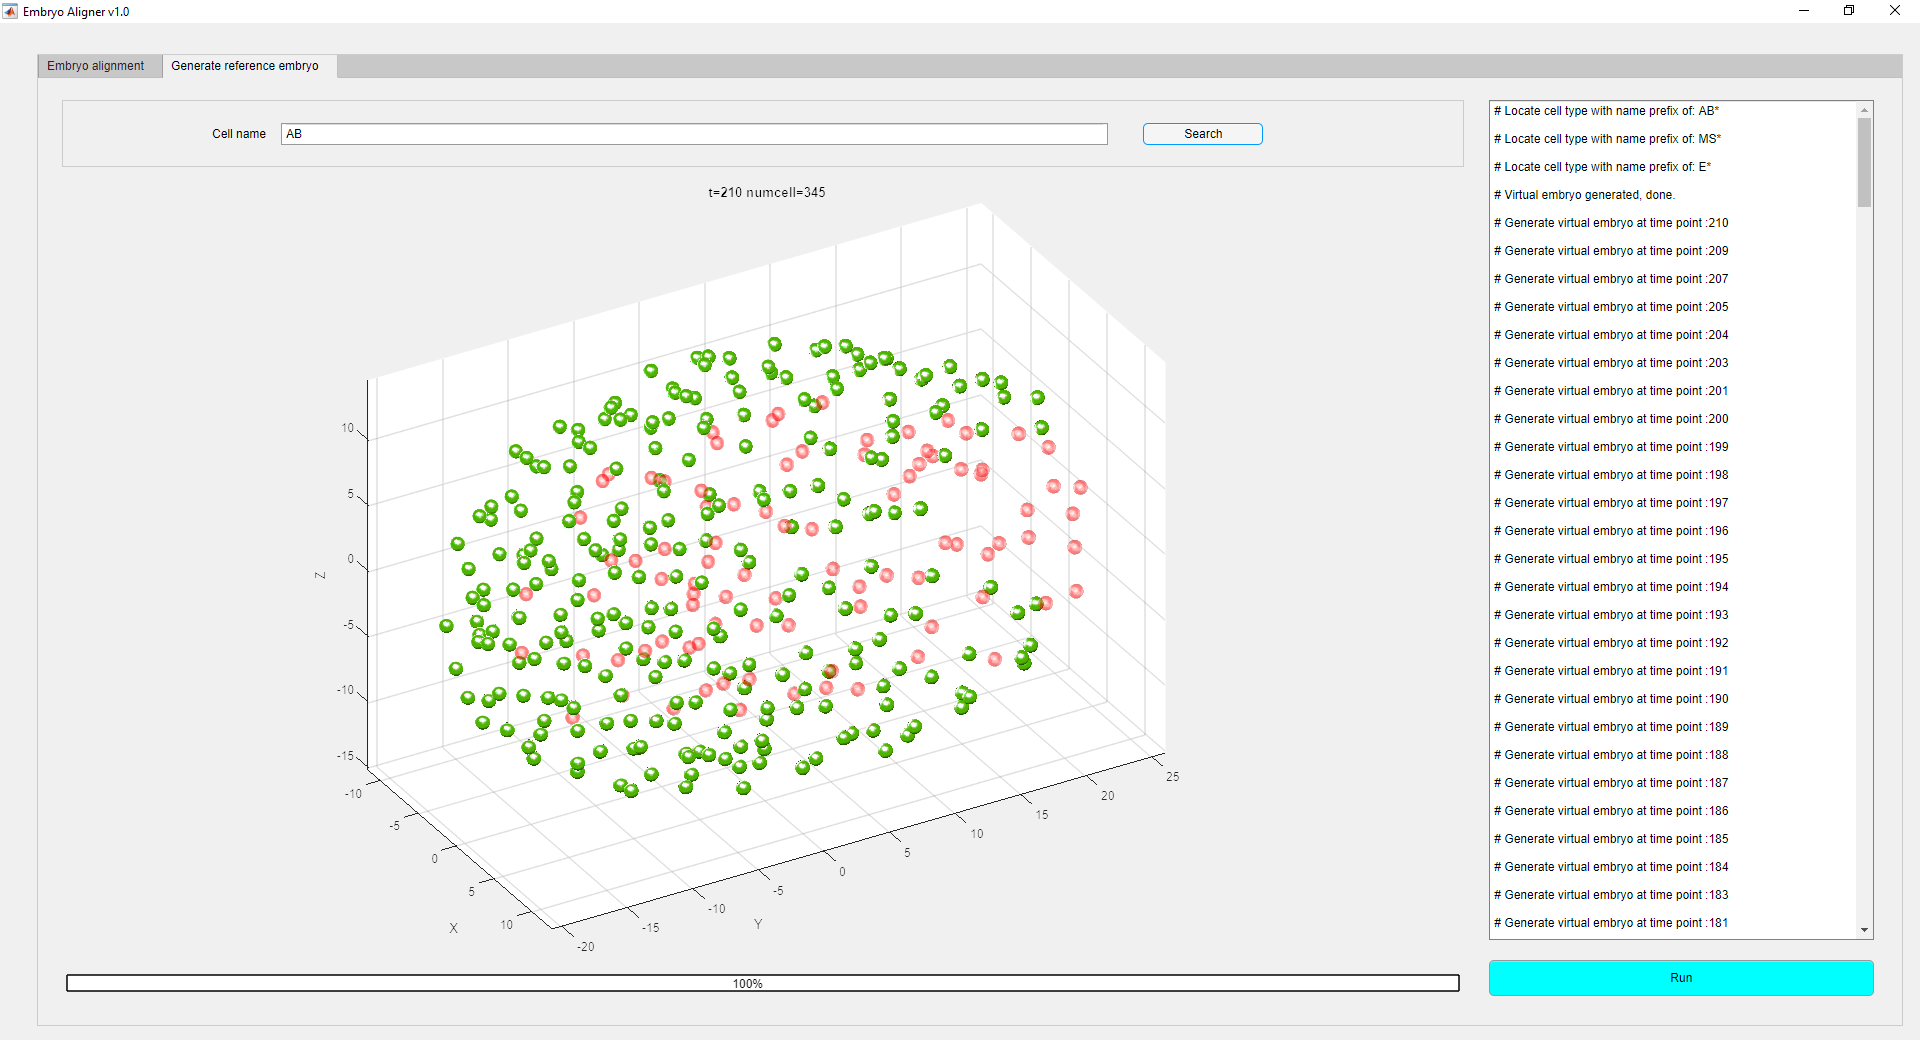 Embryo Aligner v1.0
Embryo alignment
Generate reference embryo
Cell name
AB
Search
t=210 numcell=345
10
5
0
-5
-10
-15
Z
-10
-5
0
5
10
X
-20
-15
-10
-5
0
5
10
15
20
25
Y
100%
# Locate cell type with name prefix of: AB*
# Locate cell type with name prefix of: MS*
# Locate cell type with name prefix of: E*
# Virtual embryo generated, done.
# Generate virtual embryo at time point :210
# Generate virtual embryo at time point :209
# Generate virtual embryo at time point :207
# Generate virtual embryo at time point :205
# Generate virtual embryo at time point :204
# Generate virtual embryo at time point :203
# Generate virtual embryo at time point :201
# Generate virtual embryo at time point :200
# Generate virtual embryo at time point :199
# Generate virtual embryo at time point :198
# Generate virtual embryo at time point :197
# Generate virtual embryo at time point :196
# Generate virtual embryo at time point :195
# Generate virtual embryo at time point :194
# Generate virtual embryo at time point :193
# Generate virtual embryo at time point :192
# Generate virtual embryo at time point :191
# Generate virtual embryo at time point :190
# Generate virtual embryo at time point :189
# Generate virtual embryo at time point :188
# Generate virtual embryo at time point :187
# Generate virtual embryo at time point :186
# Generate virtual embryo at time point :185
# Generate virtual embryo at time point :184
# Generate virtual embryo at time point :183
# Generate virtual embryo at time point :181
Run